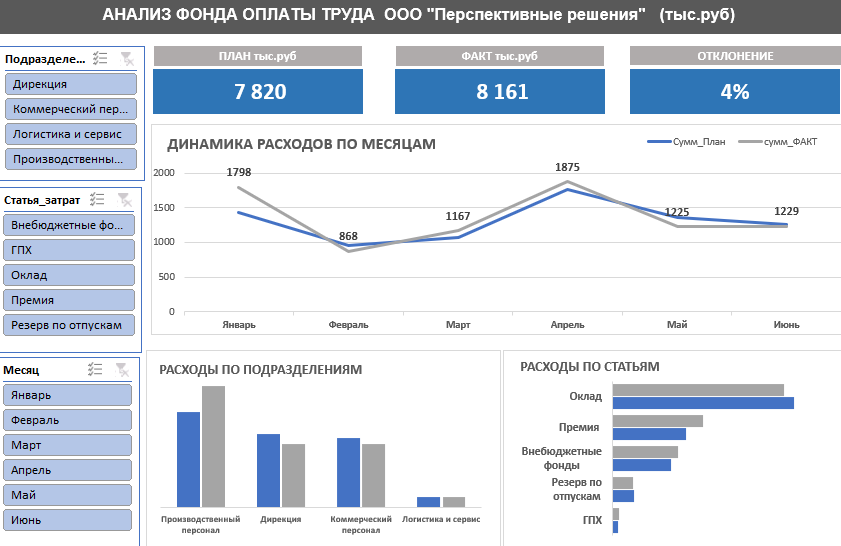 АНАЛИЗ ФОНДА ОПЛАТЫ ТРУДА ООО "Перспективные решения" (тыс.руб)
Подразделе...
Дирекция
Коммерческий пер...
Логистика и сервис
Производственны...
Статья_затрат
Внебюджетные фо...
ГПХ
Оклад
Премия
Резерв по отпускам
Месяц
Январь
Февраль
Март
Апрель
Май
Июнь
ПЛАН тыс.руб
7 820
ФАКТ тыс.руб
8 161
ОТКЛОНЕНИЕ
4%
ДИНАМИКА РАСХОДОВ ПО МЕСЯЦАМ
Сумм_План
сумм_ФАКТ
2000
1500
1000
500
0
1798
868
1167
1875
1225
1229
Январь
Февраль
Март
Апрель
Май
Июнь
РАСХОДЫ ПО ПОДРАЗДЕЛЕНИЯМ
Производственный
персонал
Дирекция
Коммерческий
персонал
Логистика и сервис
РАСХОДЫ ПО СТАТЬЯМ
Оклад
Премия
Внебюджетные
фонды
Резерв по
отпускам
ГПХ